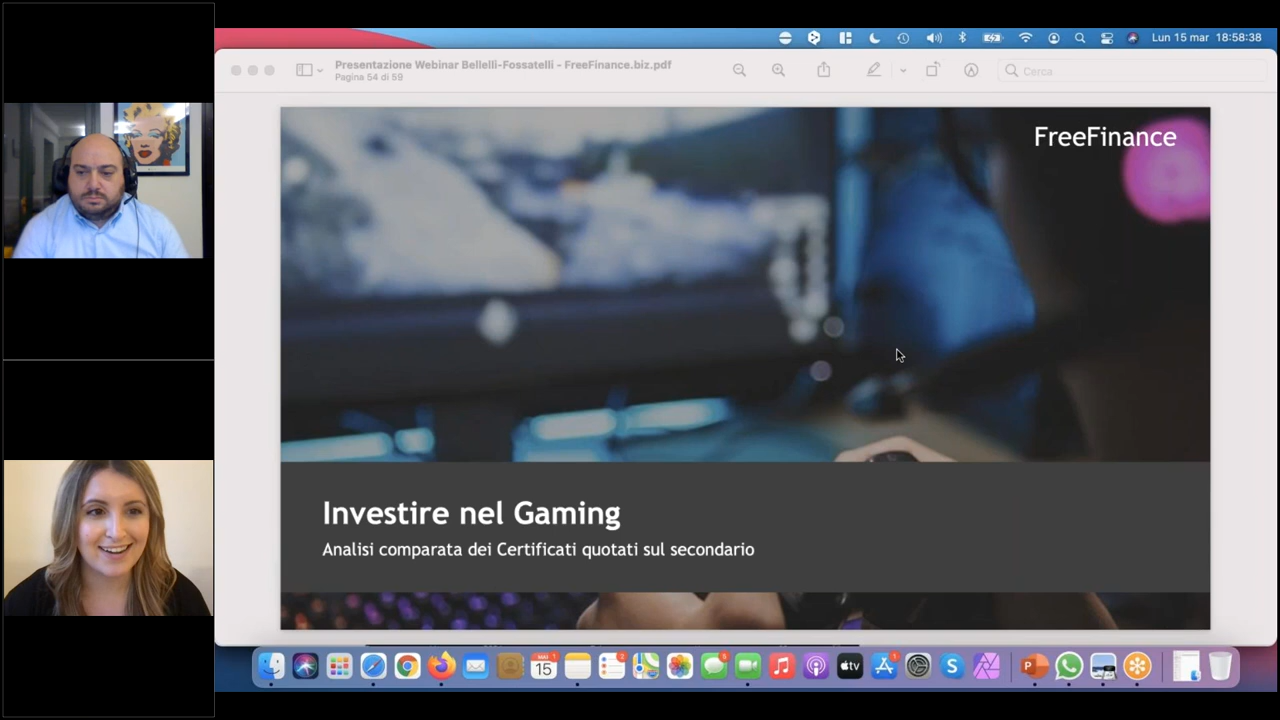 Lun 15 mar 18:58:38
Presentazione Webinar Bellelli-Fossatelli - FreeFinance.biz.pdf
Pagina 54 di 59
Cerca
FreeFinance
Investire nel Gaming
Analisi comparata dei Certificati quotati sul secondario
15
tv